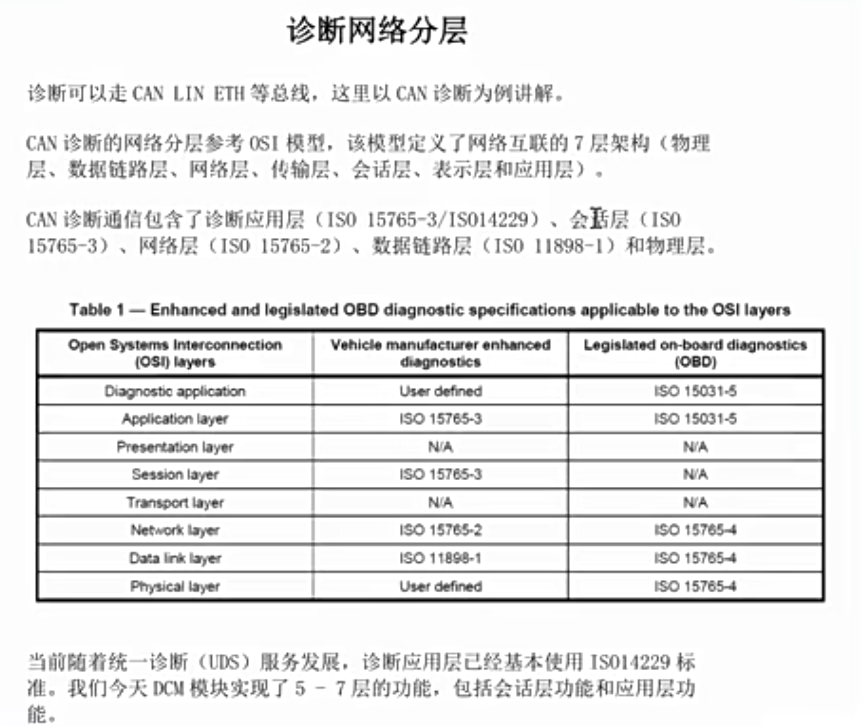 诊断网络分层
诊断可以走 CAN LIN ETH 等总线，这里以 CAN 诊断为例讲解。
CAN 诊断的网络分层参考 OSI 模型，该模型定义了网络互联的 7 层架构（物理
层、数据链路层、网络层、传输层、会话层、表示层和应用层）。
CAN 诊断通信包含了诊断应用层（ISO 15765-3/ISO14229）、会话层（ISO
15765-3）、网络层（ISO 15765-2）、数据链路层（ISO 11898-1）和物理层。
Table 1 — Enhanced and legislated OBD diagnostic specifications applicable to the OSI layers
Open Systems Interconnection (OSI) layers | Vehicle manufacturer enhanced diagnostics | Legislated on-board diagnostics (OBD)
Diagnostic application | User defined | ISO 15031-5
Application layer | ISO 15765-3 | ISO 15031-5
Presentation layer | N/A | N/A
Session layer | ISO 15765-3 | N/A
Transport layer | N/A | N/A
Network layer | ISO 15765-2 | ISO 15765-4
Data link layer | ISO 11898-1 | ISO 15765-4
Physical layer | User defined | ISO 15765-4
当前随着统一诊断（UDS）服务发展，诊断应用层已经基本使用 ISO14229 标
准。我们今天 DCM 模块实现了 5 - 7 层的功能，包括会话层功能和应用层功
能。